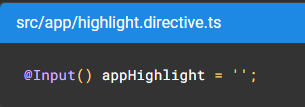 src/app/highlight.directive.ts
@Input() appHighlight = '';